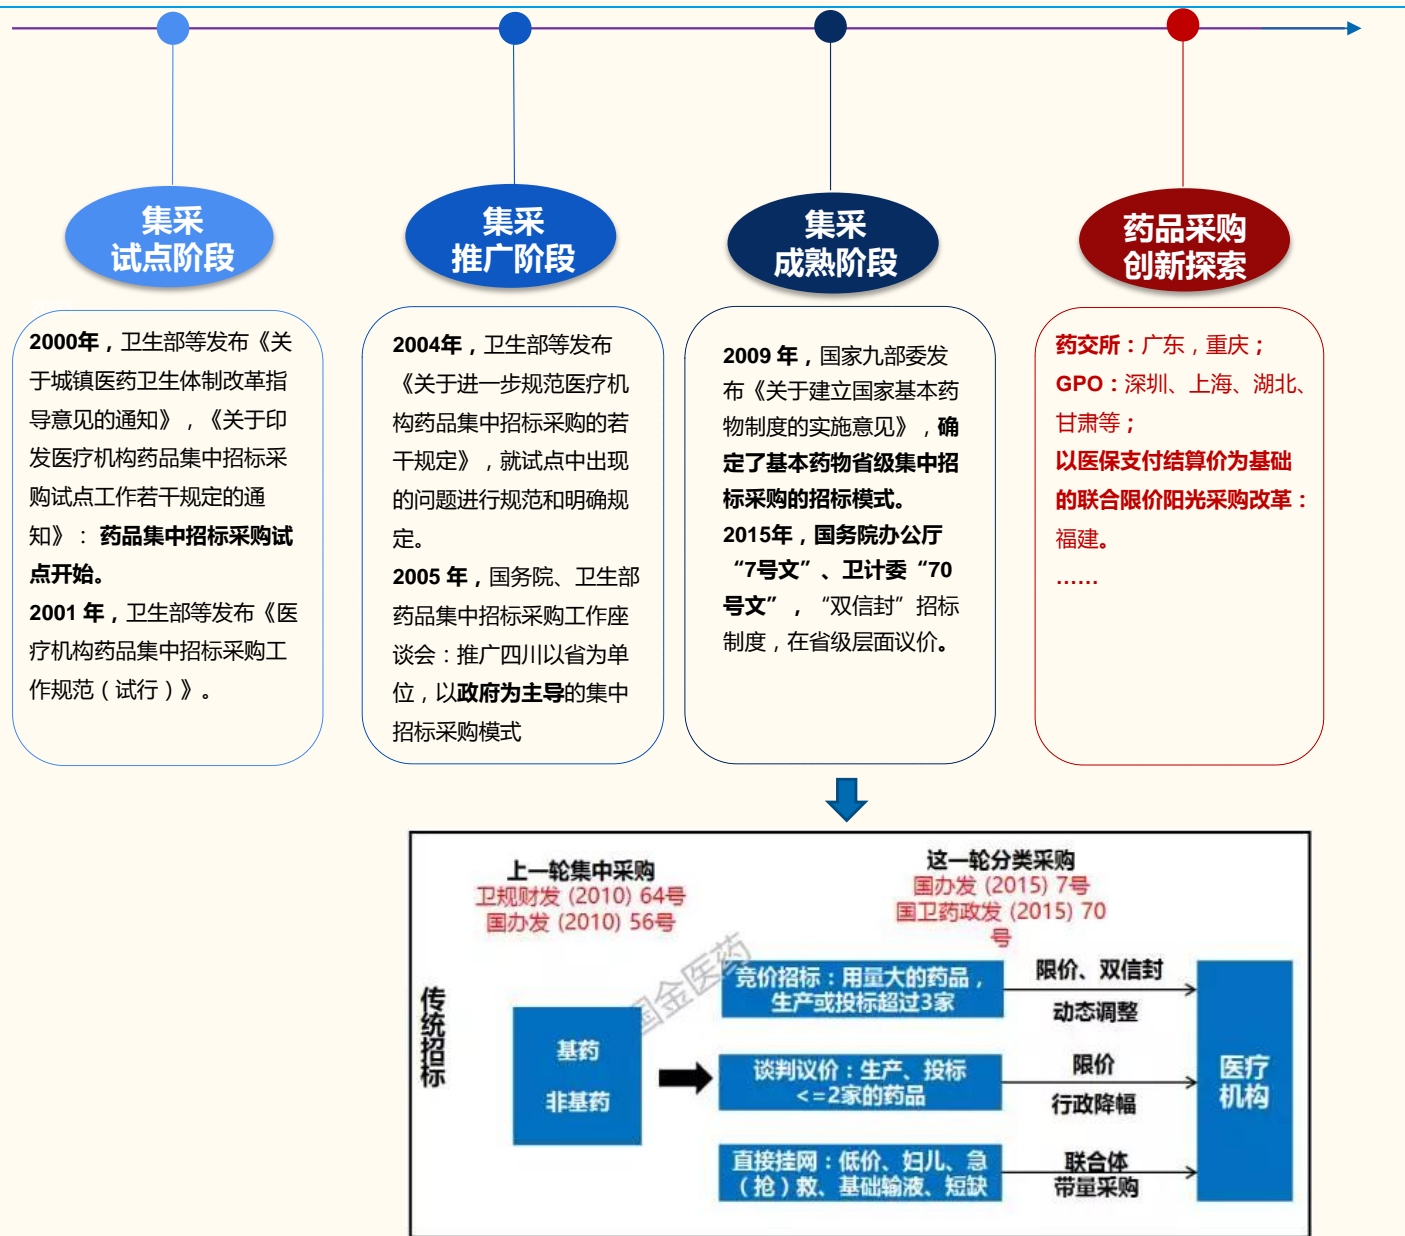 集采
试点阶段
集采
推广阶段
集采
成熟阶段
药品采购
创新探索
2000年，卫生部等发布《关
于城镇医药卫生体制改革指
导意见的通知》，《关于印
发医疗机构药品集中招标采
购试点工作若干规定的通
知》：药品集中招标采购试
点开始。
2001 年，卫生部等发布《医
疗机构药品集中招标采购工
作规范（试行）》。
2004年，卫生部等发布
《关于进一步规范医疗机
构药品集中招标采购的若
干规定》，就试点中出现
的问题进行规范和明确规
定。
2005 年，国务院、卫生部
药品集中招标采购工作座
谈会：推广四川以省为单
位，以政府为主导的集中
招标采购模式
2009 年，国家九部委发
布《关于建立国家基本药
物制度的实施意见》，确
定了基本药物省级集中招
标采购的招标模式。
2015年，国务院办公厅
“7号文”、卫计委“70
号文”，“双信封”招标
制度，在省级层面议价。
药交所：广东，重庆；
GPO：深圳、上海、湖北、
甘肃等；
以医保支付结算价为基础
的联合限价阳光采购改革：
福建。
……
上一轮集中采购
卫规财发 (2010) 64号
国办发 (2010) 56号
这一轮分类采购
国办发 (2015) 7号
国卫药政发 (2015) 70
号
传统招标
基药
非基药
国金医药
竞价招标：用量大的药品，
生产或投标超过3家
限价、双信封
动态调整
谈判议价：生产、投标
<=2家的药品
限价
行政降幅
直接挂网：低价、妇儿、急
（抢）救、基础输液、短缺
联合体
带量采购
医疗
机构